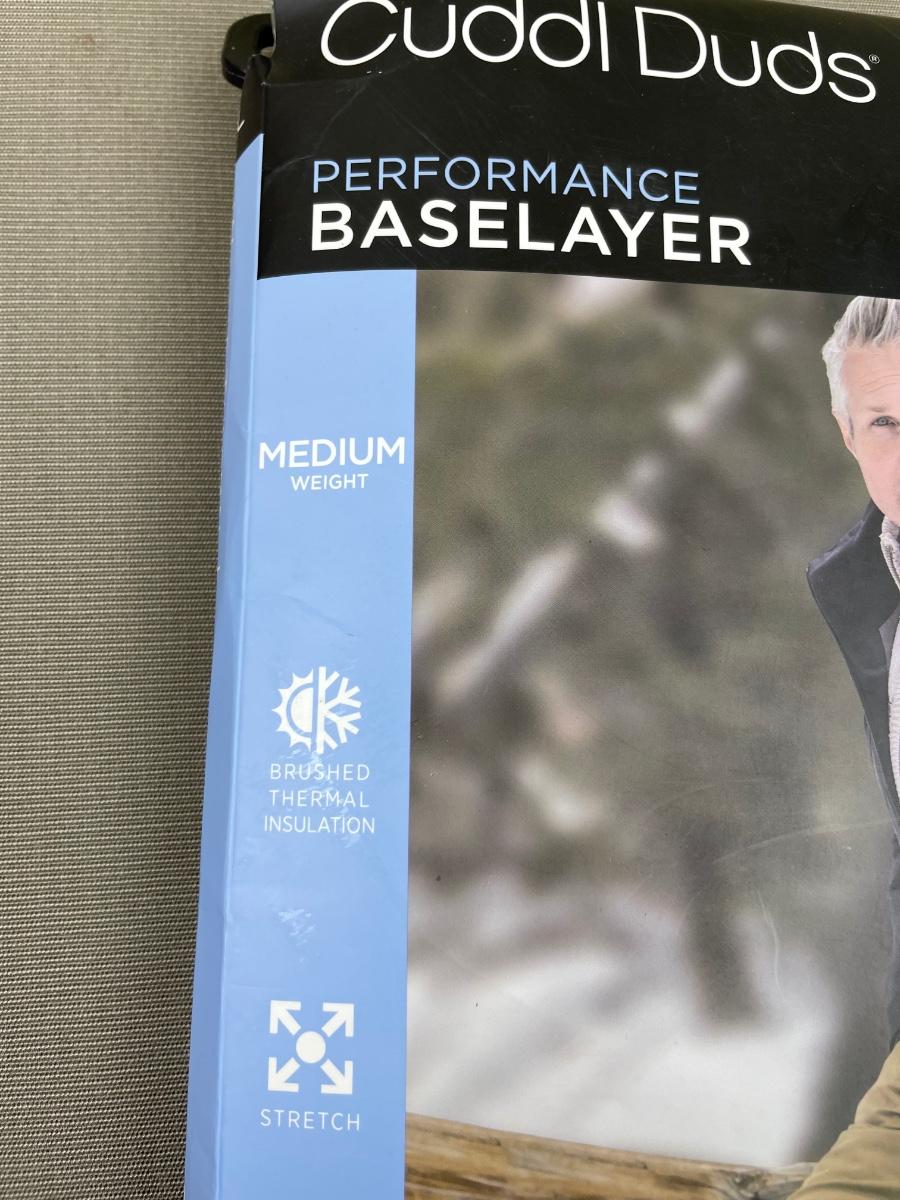 Cuddl Duds®
PERFORMANCE
BASELAYER
MEDIUM
WEIGHT
BRUSHED
THERMAL
INSULATION
STRETCH